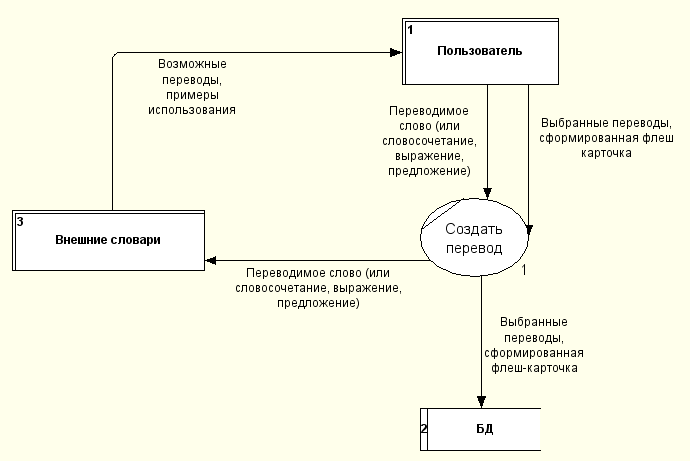 1
Пользователь
Возможные
переводы,
примеры
использования
Переводимое
слово (или
словосочетание,
выражение,
предложение)
Выбранные переводы,
сформированная флеш
карточка
3
Внешние словари
Создать
перевод
1
Переводимое слово (или
словосочетание, выражение,
предложение)
Выбранные
переводы,
сформированная
флеш-карточка
2
БД